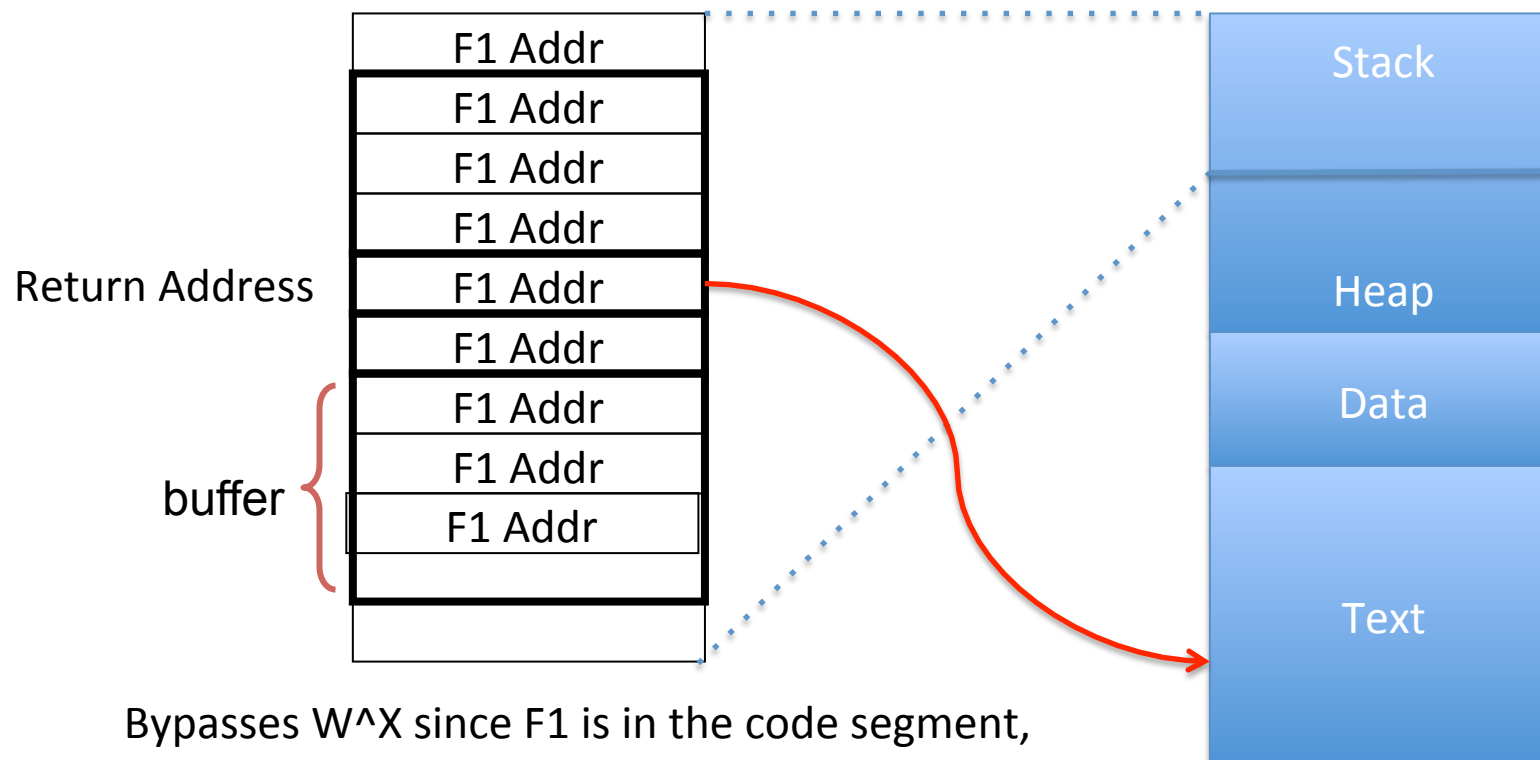 F1 Addr
F1 Addr
F1 Addr
F1 Addr
Return Address
F1 Addr
F1 Addr
buffer
F1 Addr
F1 Addr
F1 Addr
Stack
Heap
Data
Text
Bypasses W^X since F1 is in the code segment,